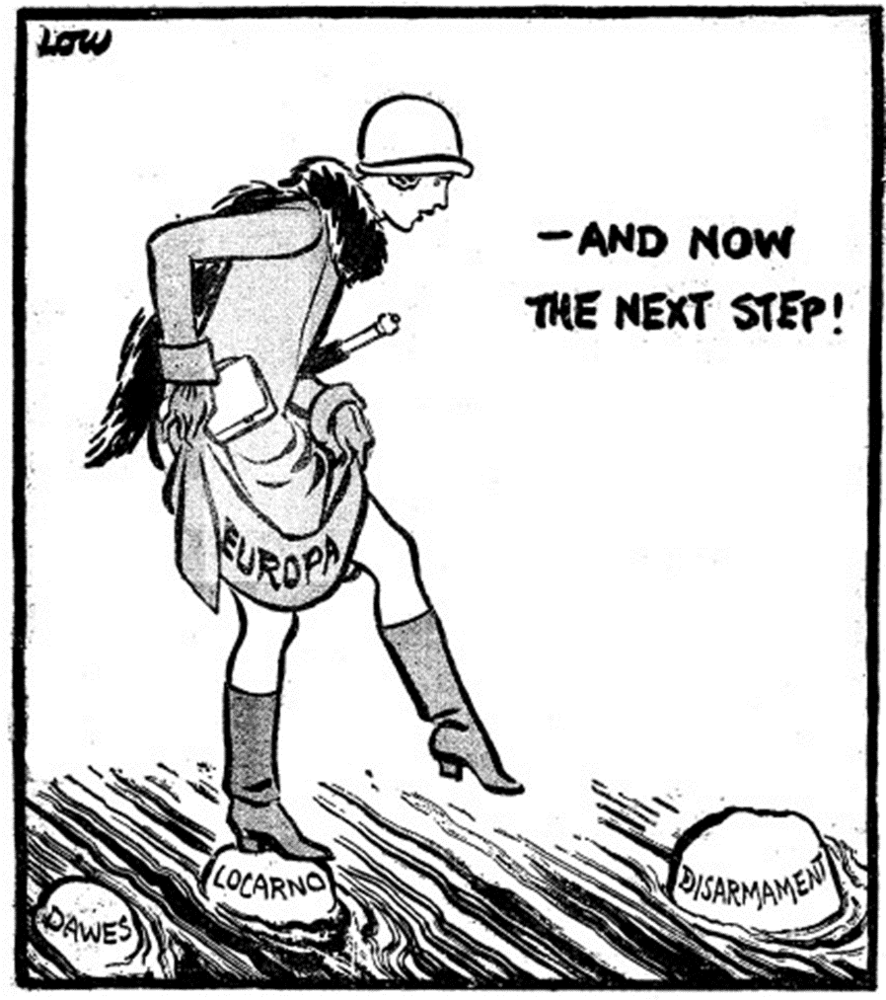 LOW
—AND NOW
THE NEXT STEP!
EUROPA
LOCARNO
DISARMAMENT
DAWES